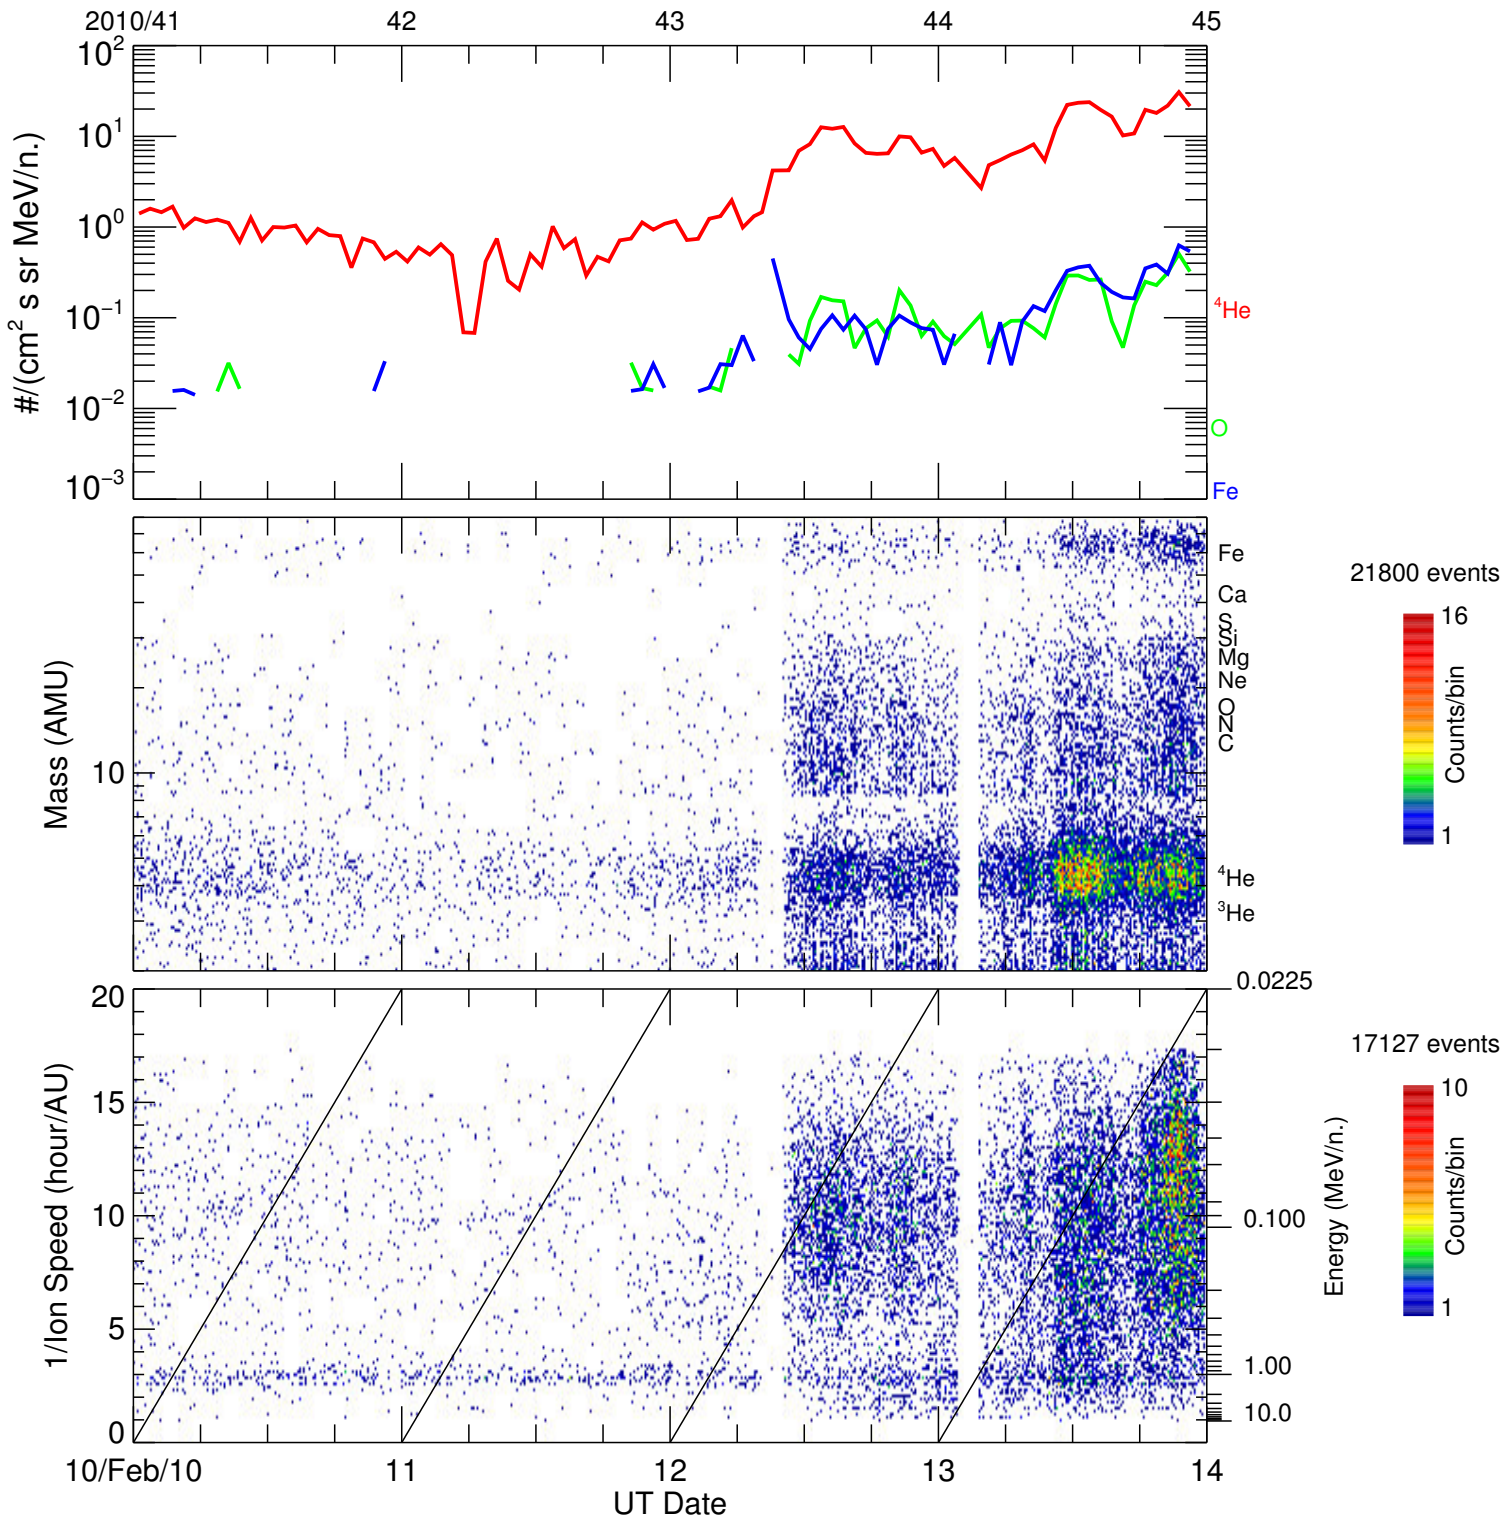 2010/41 42 43 44 45
10² 10¹ 10⁰ 10⁻¹ 10⁻² 10⁻³
#/(cm² s sr MeV/n.)
⁴He
O
Fe
Mass (AMU)
10
Fe
Ca
S
Si
Mg
Ne
O
N
C
⁴He
³He
21800 events
16
Counts/bin
1
1/Ion Speed (hour/AU)
20
15
10
5
0
0.0225
0.100
1.00
10.0
Energy (MeV/n.)
17127 events
10
Counts/bin
1
10/Feb/10 11 12 13 14
UT Date